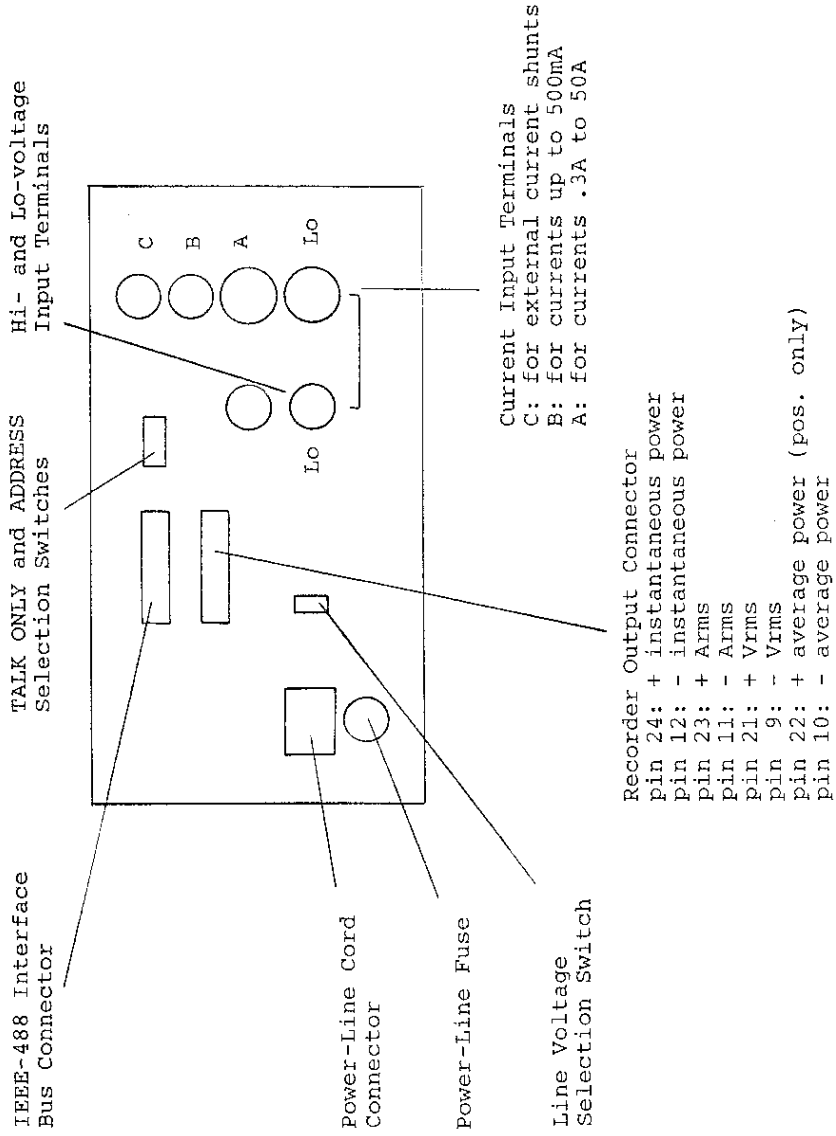 IEEE-488 Interface
Bus Connector
TALK ONLY and ADDRESS
Selection Switches
Hi- and Lo-voltage
Input Terminals
C
B
A
Lo
Lo
Power-Line Cord
Connector
Power-Line Fuse
Line Voltage
Selection Switch
Recorder Output Connector
pin 24: + instantaneous power
pin 12: - instantaneous power
pin 23: + Arms
pin 11: - Arms
pin 21: + Vrms
pin 9: - Vrms
pin 22: + average power (pos. only)
pin 10: - average power
Current Input Terminals
C: for external current shunts
B: for currents up to 500mA
A: for currents .3A to 50A